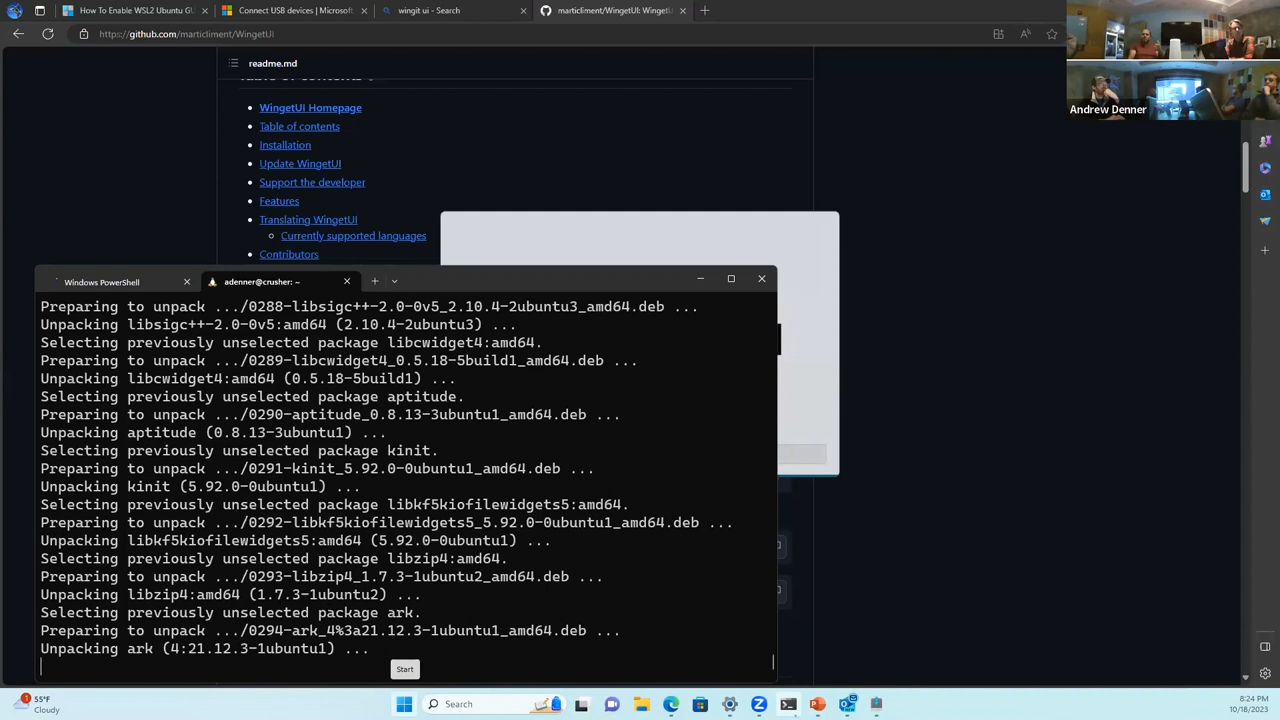 How To Enable WSL2 Ubuntu GU
Connect USB devices | Microsoft
wingit ui - Search
marticliment/WingetUI: WingetU
https://github.com/marticliment/WingetUI
readme.md
WingetUI Homepage
Table of contents
Installation
Update WingetUI
Support the developer
Features
Translating WingetUI
Currently supported languages
Contributors
Andrew Denner
Windows PowerShell
adenner@crusher: ~
Preparing to unpack .../0288-libsigc++-2.0-0v5_2.10.4-2ubuntu3_amd64.deb ...
Unpacking libsigc++-2.0-0v5:amd64 (2.10.4-2ubuntu3) ...
Selecting previously unselected package libcwidget4:amd64.
Preparing to unpack .../0289-libcwidget4_0.5.18-5build1_amd64.deb ...
Unpacking libcwidget4:amd64 (0.5.18-5build1) ...
Selecting previously unselected package aptitude.
Preparing to unpack .../0290-aptitude_0.8.13-3ubuntu1_amd64.deb ...
Unpacking aptitude (0.8.13-3ubuntu1) ...
Selecting previously unselected package kinit.
Preparing to unpack .../0291-kinit_5.92.0-0ubuntu1_amd64.deb ...
Unpacking kinit (5.92.0-0ubuntu1) ...
Selecting previously unselected package libkf5kiofilewidgets5:amd64.
Preparing to unpack .../0292-libkf5kiofilewidgets5_5.92.0-0ubuntu1_amd64.deb ...
Unpacking libkf5kiofilewidgets5:amd64 (5.92.0-0ubuntu1) ...
Selecting previously unselected package libzip4:amd64.
Preparing to unpack .../0293-libzip4_1.7.3-1ubuntu2_amd64.deb ...
Unpacking libzip4:amd64 (1.7.3-1ubuntu2) ...
Selecting previously unselected package ark.
Preparing to unpack .../0294-ark_4%3a21.12.3-1ubuntu1_amd64.deb ...
Unpacking ark (4:21.12.3-1ubuntu1) ...
Start
1
55°F
Cloudy
Search
8:24 PM
10/18/2023